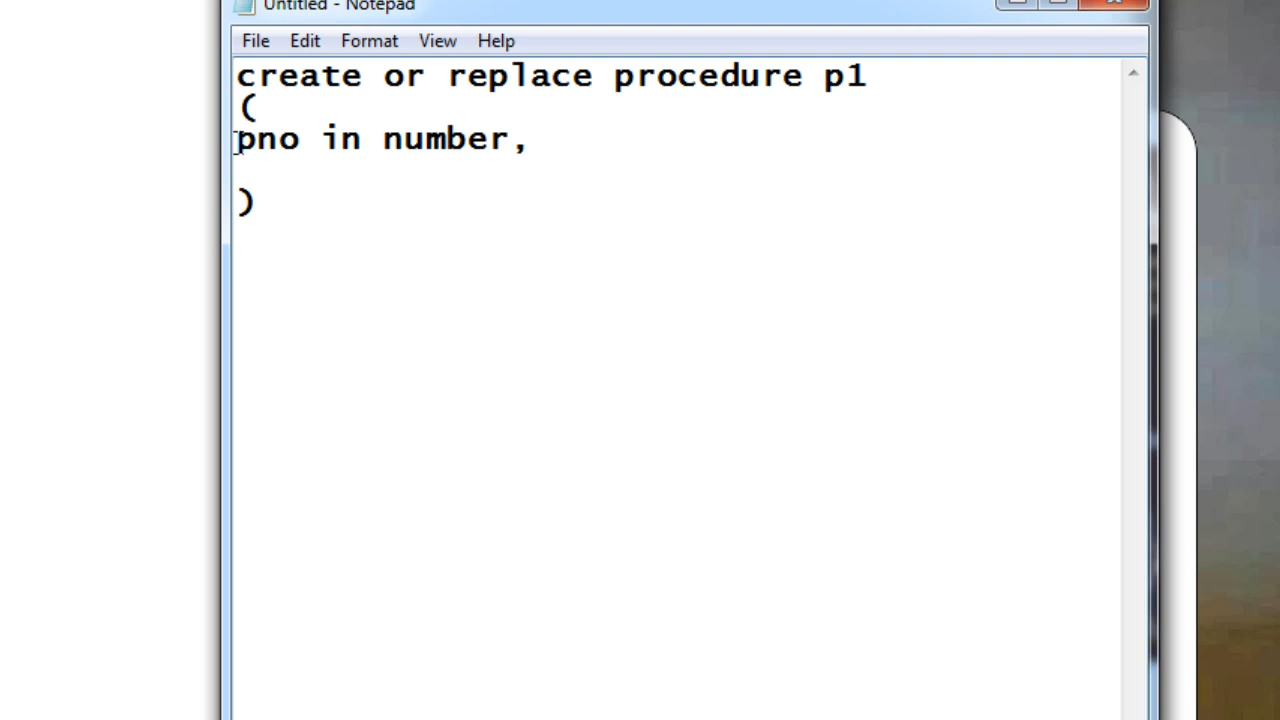 Untitled - Notepad
File Edit Format View Help
create or replace procedure p1
(
pno in number,
)